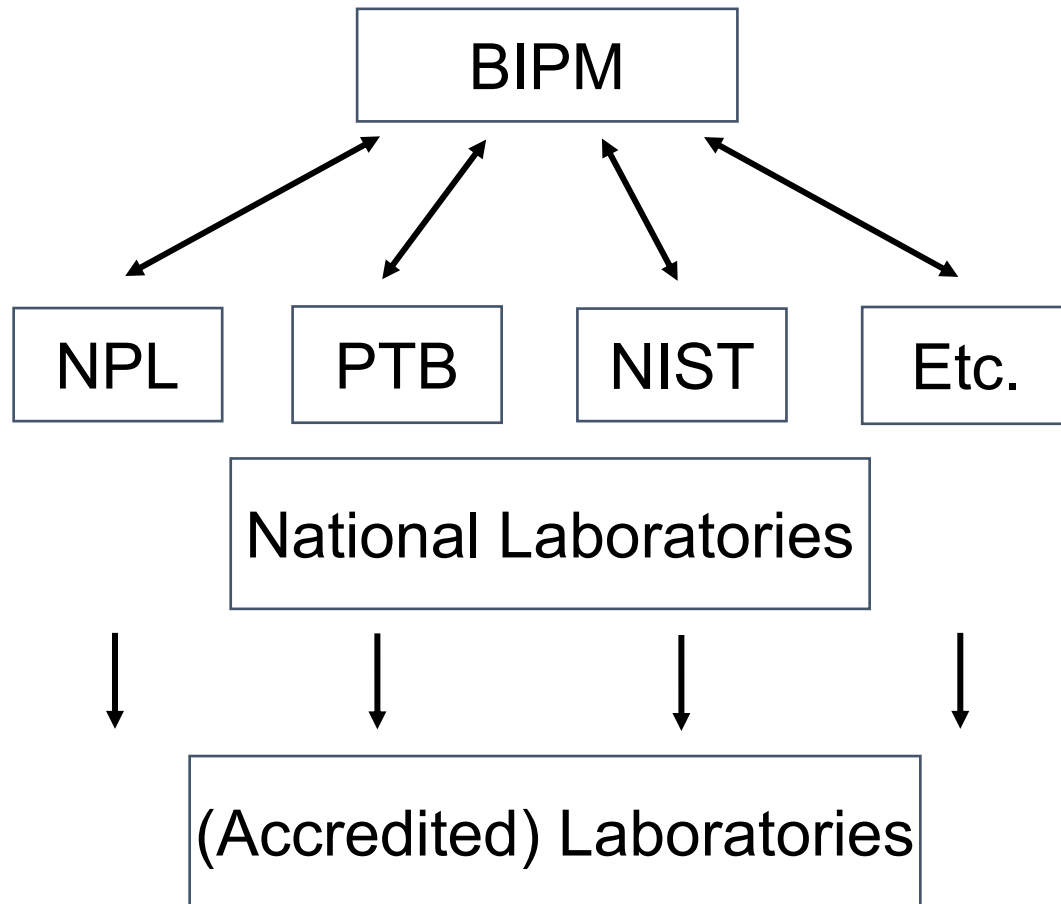 BIPM
NPL
PTB
NIST
Etc.
National Laboratories
(Accredited) Laboratories